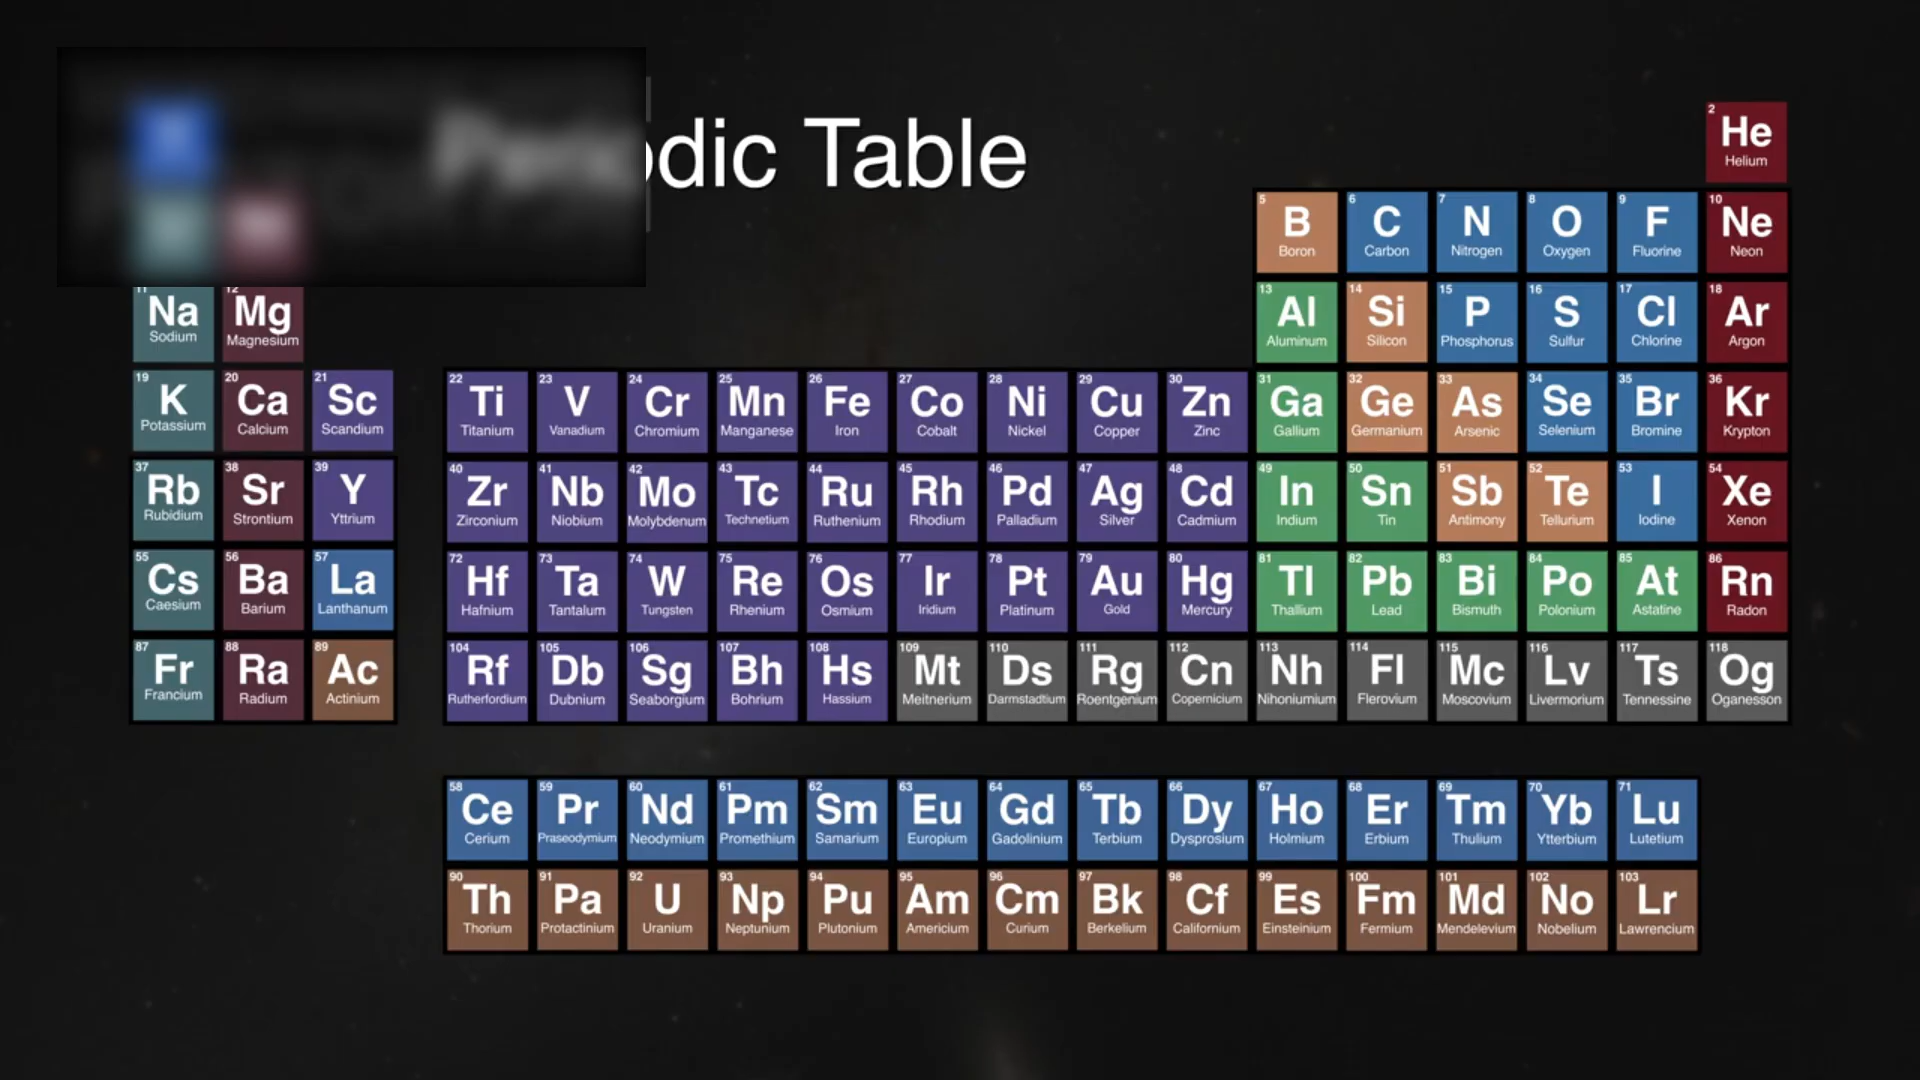 odic Table
2
He
Helium
5 6 7 8 9 10
B C N O F Ne
Boron Carbon Nitrogen Oxygen Fluorine Neon
11 12 13 14 15 16 17 18
Na Mg Al Si P S Cl Ar
Sodium Magnesium Aluminum Silicon Phosphorus Sulfur Chlorine Argon
19 20 21 22 23 24 25 26 27 28 29 30 31 32 33 34 35 36
K Ca Sc Ti V Cr Mn Fe Co Ni Cu Zn Ga Ge As Se Br Kr
Potassium Calcium Scandium Titanium Vanadium Chromium Manganese Iron Cobalt Nickel Copper Zinc Gallium Germanium Arsenic Selenium Bromine Krypton
37 38 39 40 41 42 43 44 45 46 47 48 49 50 51 52 53 54
Rb Sr Y Zr Nb Mo Tc Ru Rh Pd Ag Cd In Sn Sb Te I Xe
Rubidium Strontium Yttrium Zirconium Niobium Molybdenum Technetium Ruthenium Rhodium Palladium Silver Cadmium Indium Tin Antimony Tellurium Iodine Xenon
55 56 57 72 73 74 75 76 77 78 79 80 81 82 83 84 85 86
Cs Ba La Hf Ta W Re Os Ir Pt Au Hg Tl Pb Bi Po At Rn
Caesium Barium Lanthanum Hafnium Tantalum Tungsten Rhenium Osmium Iridium Platinum Gold Mercury Thallium Lead Bismuth Polonium Astatine Radon
87 88 89 104 105 106 107 108 109 110 111 112 113 114 115 116 117 118
Fr Ra Ac Rf Db Sg Bh Hs Mt Ds Rg Cn Nh Fl Mc Lv Ts Og
Francium Radium Actinium Rutherfordium Dubnium Seaborgium Bohrium Hassium Meitnerium Darmstadtium Roentgenium Copernicium Nihoniumium Flerovium Moscovium Livermorium Tennessine Oganesson
58 59 60 61 62 63 64 65 66 67 68 69 70 71
Ce Pr Nd Pm Sm Eu Gd Tb Dy Ho Er Tm Yb Lu
Cerium Praseodymium Neodymium Promethium Samarium Europium Gadolinium Terbium Dysprosium Holmium Erbium Thulium Ytterbium Lutetium
90 91 92 93 94 95 96 97 98 99 100 101 102 103
Th Pa U Np Pu Am Cm Bk Cf Es Fm Md No Lr
Thorium Protactinium Uranium Neptunium Plutonium Americium Curium Berkelium Californium Einsteinium Fermium Mendelevium Nobelium Lawrencium